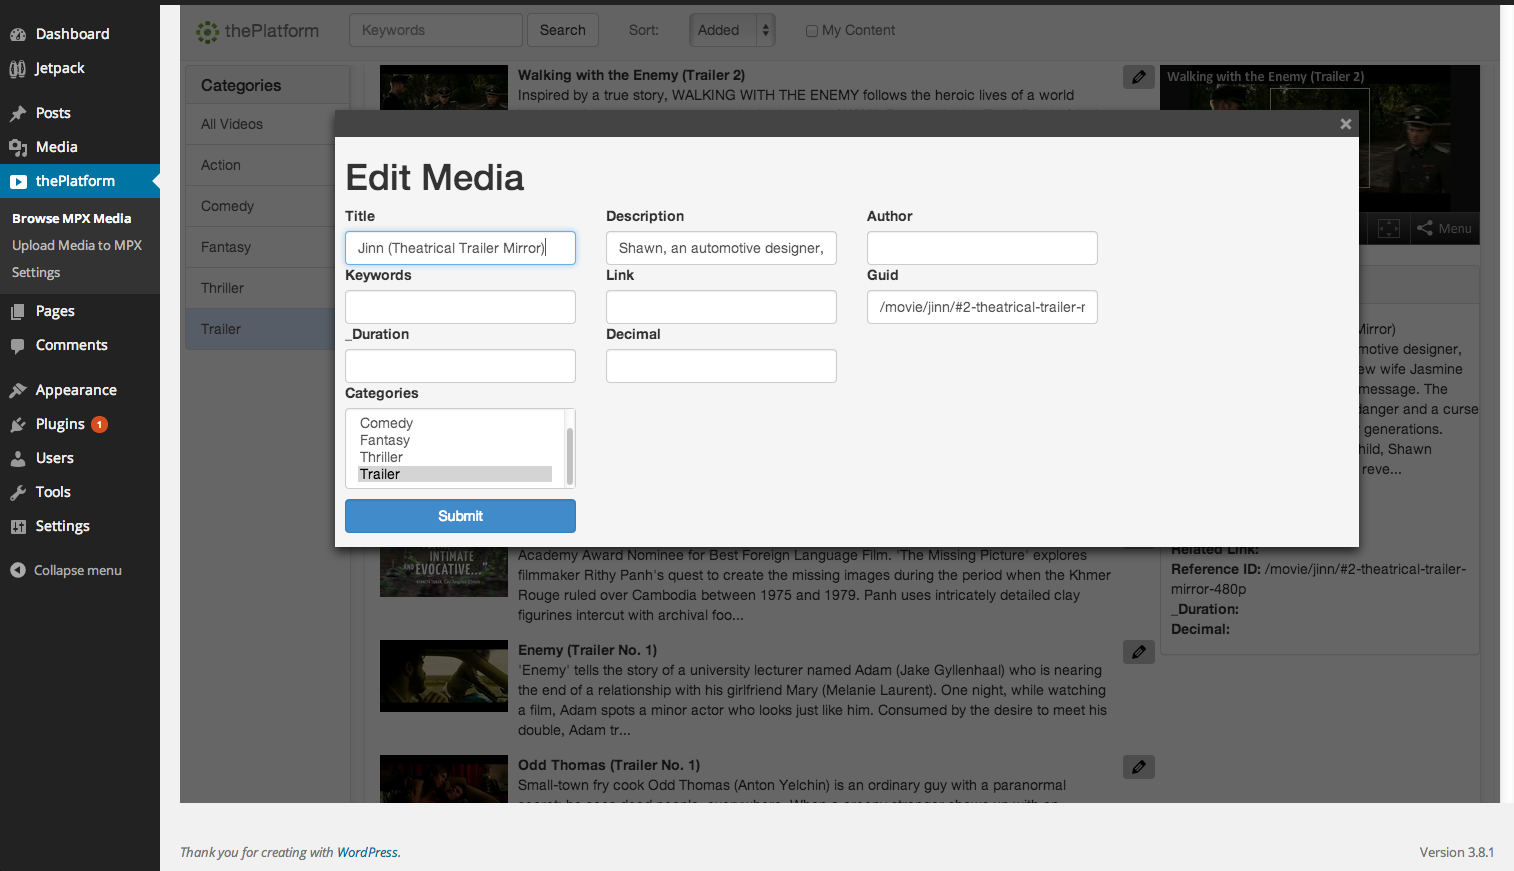 Dashboard
Jetpack
Posts
Media
thePlatform
Browse MPX Media
Upload Media to MPX
Settings
Pages
Comments
Appearance
Plugins 1
Users
Tools
Settings
Collapse menu
thePlatform
Keywords
Search
Sort:
Added
My Content
Categories
All Videos
Action
Comedy
Fantasy
Thriller
Trailer
Walking with the Enemy (Trailer 2)
Inspired by a true story, WALKING WITH THE ENEMY follows the heroic lives of a world
Walking with the Enemy (Trailer 2)
Menu
×
Edit Media
Title
Description
Author
Jinn (Theatrical Trailer Mirror)
Shawn, an automotive designer,
Keywords
Link
Guid
/movie/jinn/#2-theatrical-trailer-r
_Duration
Decimal
Categories
Comedy
Fantasy
Thriller
Trailer
Submit
Mirror)
motive designer,
ew wife Jasmine
message. The
danger and a curse
generations.
hild, Shawn
reve...
Related Link:
Reference ID: /movie/jinn/#2-theatrical-trailer-
mirror-480p
_Duration:
Decimal:
INTIMATE
AND EVOCATIVE..."
Academy Award Nominee for Best Foreign Language Film. 'The Missing Picture' explores
filmmaker Rithy Panh's quest to create the missing images during the period when the Khmer
Rouge ruled over Cambodia between 1975 and 1979. Panh uses intricately detailed clay
figurines intercut with archival foo...
Enemy (Trailer No. 1)
'Enemy' tells the story of a university lecturer named Adam (Jake Gyllenhaal) who is nearing
the end of a relationship with his girlfriend Mary (Melanie Laurent). One night, while watching
a film, Adam spots a minor actor who looks just like him. Consumed by the desire to meet his
double, Adam tr...
Odd Thomas (Trailer No. 1)
Small-town fry cook Odd Thomas (Anton Yelchin) is an ordinary guy with a paranormal
Thank you for creating with WordPress.
Version 3.8.1